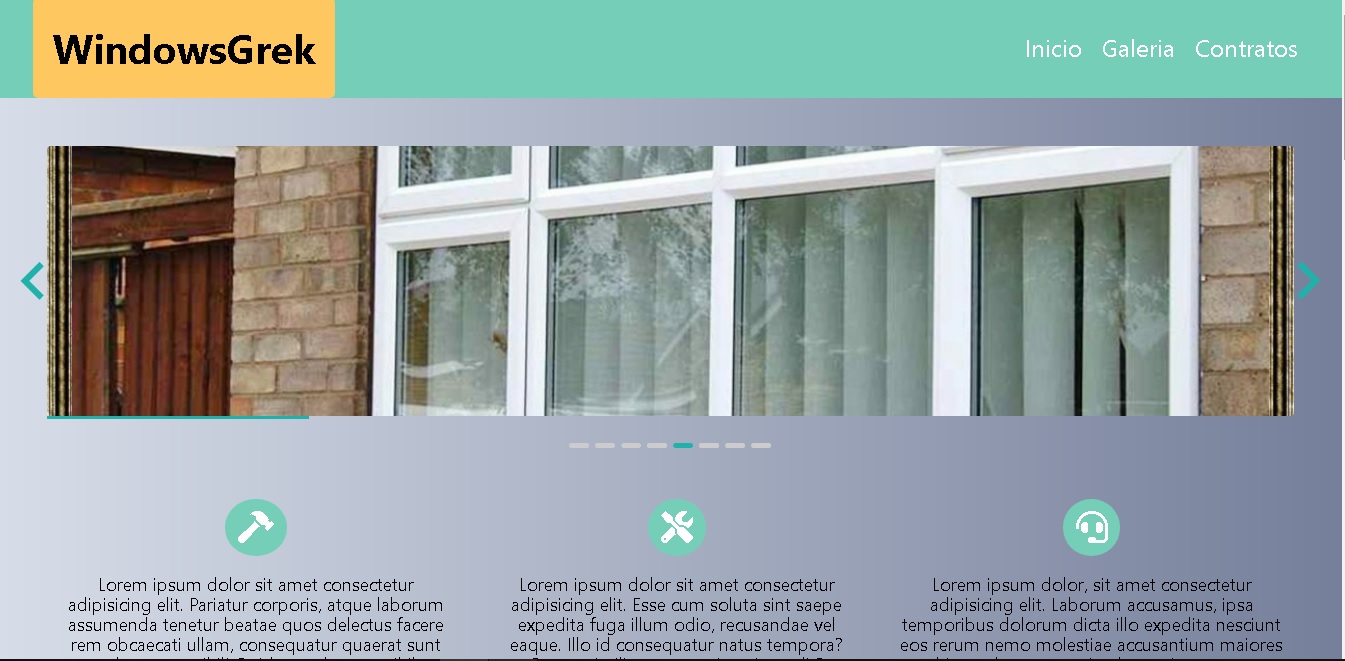 WindowsGrek
Inicio Galeria Contratos
Lorem ipsum dolor sit amet consectetur
adipisicing elit. Pariatur corporis, atque laborum
assumenda tenetur beatae quos delectus facere
rem obcaecati ullam, consequatur quaerat sunt
Lorem ipsum dolor sit amet consectetur
adipisicing elit. Esse cum soluta sint saepe
expedita fuga illum odio, recusandae vel
eaque. Illo id consequatur natus tempora?
Lorem ipsum dolor, sit amet consectetur
adipisicing elit. Laborum accusamus, ipsa
temporibus dolorum dicta illo expedita nesciunt
eos rerum nemo molestiae accusantium maiores